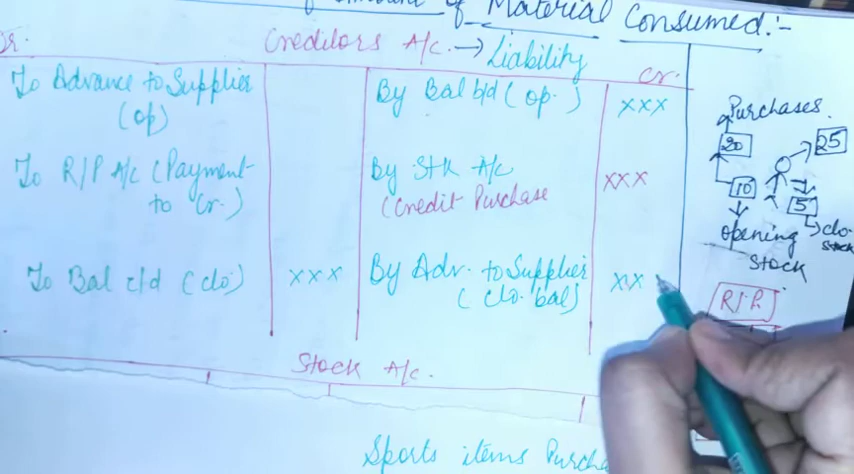 of Amount of Material Consumed:-
Dr.
Creditors A/c. → Liability
Cr.
To Advance to Supplier
(op)
By Bal b/d (op.)
xxx
To R/P A/c (Payment
to Cr.)
By Stk A/c
(Credit Purchase
xxx
To Bal c/d (clo)
xxx
By Adv. to Supplier
(clo. bal)
xx
Stock A/c.
Sports items Purcha
Purchases.
20
25
10
5
opening
Stock
clo.
stock